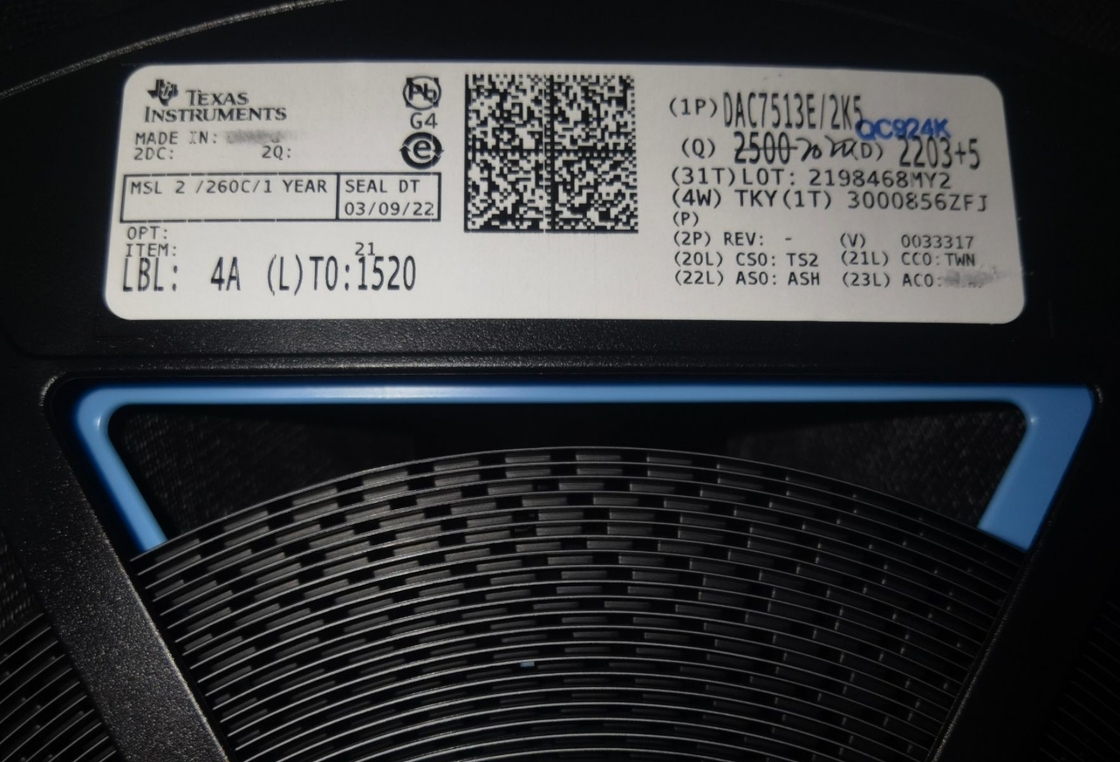 TEXAS
INSTRUMENTS
MADE IN:
2DC: 2Q:
MSL 2 /260C/1 YEAR
SEAL DT
03/09/22
OPT:
ITEM: 21
LBL: 4A (L)TO:1520
Pb
G4
e
(1P) DAC7513E/2K5
QC924K
(Q) 2500 (D) 2203+5
(31T)LOT: 2198468MY2
(4W) TKY(1T) 3000856ZFJ
(P)
(2P) REV: - (V) 0033317
(20L) CSO: TS2 (21L) CCO:TWN
(22L) ASO: ASH (23L) ACO: